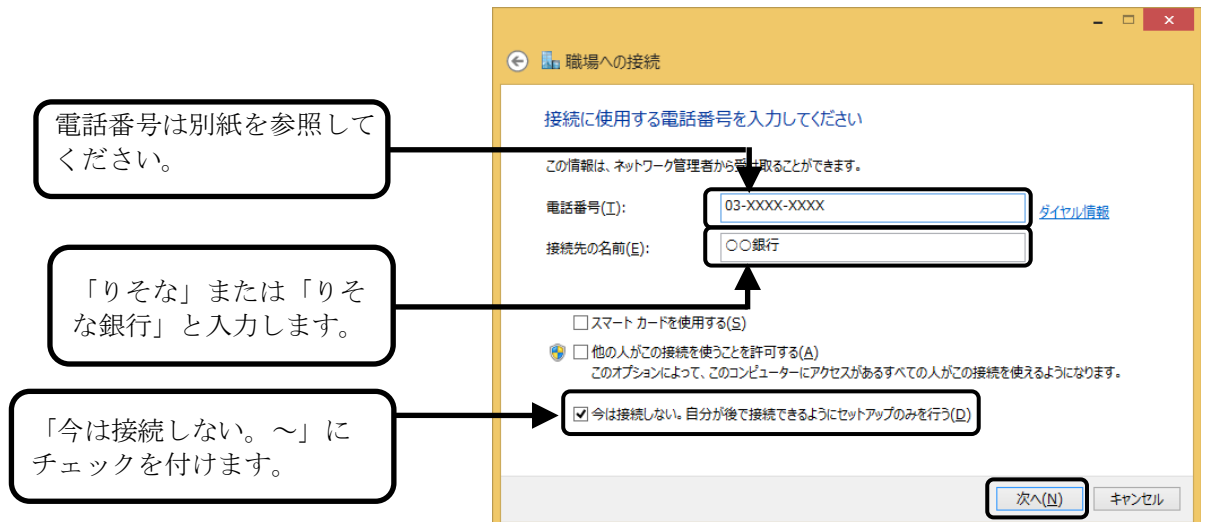 職場への接続
接続に使用する電話番号を入力してください
この情報は、ネットワーク管理者から受け取ることができます。
電話番号(T):
03-XXXX-XXXX
ダイヤル情報
接続先の名前(E):
○○銀行
スマート カードを使用する(S)
他の人がこの接続を使うことを許可する(A)
このオプションによって、このコンピューターにアクセスがあるすべての人がこの接続を使えるようになります。
今は接続しない。自分が後で接続できるようにセットアップのみを行う(D)
次へ(N)
キャンセル
電話番号は別紙を参照して
ください。
「りそな」または「りそ
な銀行」と入力します。
「今は接続しない。~」に
チェックを付けます。